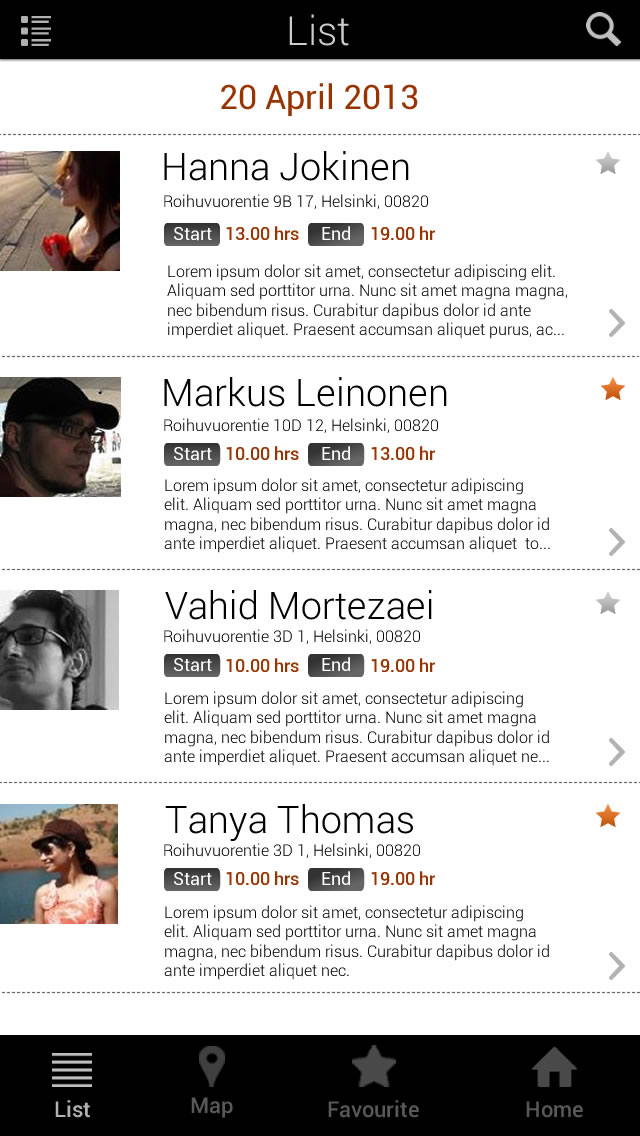 List
20 April 2013
Hanna Jokinen
Roihuvuorentie 9B 17, Helsinki, 00820
Start 13.00 hrs End 19.00 hr
Lorem ipsum dolor sit amet, consectetur adipiscing elit.
Aliquam sed porttitor urna. Nunc sit amet magna magna,
nec bibendum risus. Curabitur dapibus dolor id ante
imperdiet aliquet. Praesent accumsan aliquet purus, ac...
Markus Leinonen
Roihuvuorentie 10D 12, Helsinki, 00820
Start 10.00 hrs End 13.00 hr
Lorem ipsum dolor sit amet, consectetur adipiscing
elit. Aliquam sed porttitor urna. Nunc sit amet magna
magna, nec bibendum risus. Curabitur dapibus dolor id
ante imperdiet aliquet. Praesent accumsan aliquet  to...
Vahid Mortezaei
Roihuvuorentie 3D 1, Helsinki, 00820
Start 10.00 hrs End 19.00 hr
Lorem ipsum dolor sit amet, consectetur adipiscing
elit. Aliquam sed porttitor urna. Nunc sit amet magna
magna, nec bibendum risus. Curabitur dapibus dolor id
ante imperdiet aliquet. Praesent accumsan aliquet ne...
Tanya Thomas
Roihuvuorentie 3D 1, Helsinki, 00820
Start 10.00 hrs End 19.00 hr
Lorem ipsum dolor sit amet, consectetur adipiscing
elit. Aliquam sed porttitor urna. Nunc sit amet magna
magna, nec bibendum risus. Curabitur dapibus dolor id
ante imperdiet aliquet nec.
List Map Favourite Home